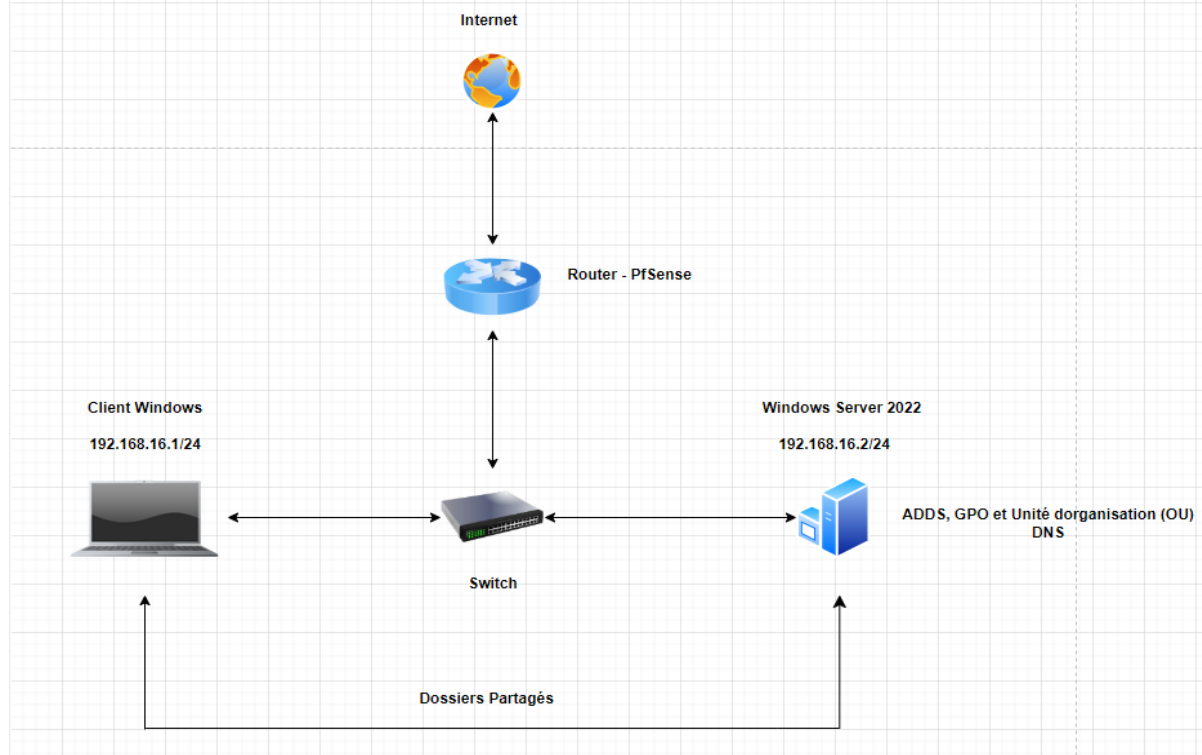 Internet
Router - PfSense
Client Windows
192.168.16.1/24
Windows Server 2022
192.168.16.2/24
ADDS, GPO et Unité dorganisation (OU)
DNS
Switch
Dossiers Partagés